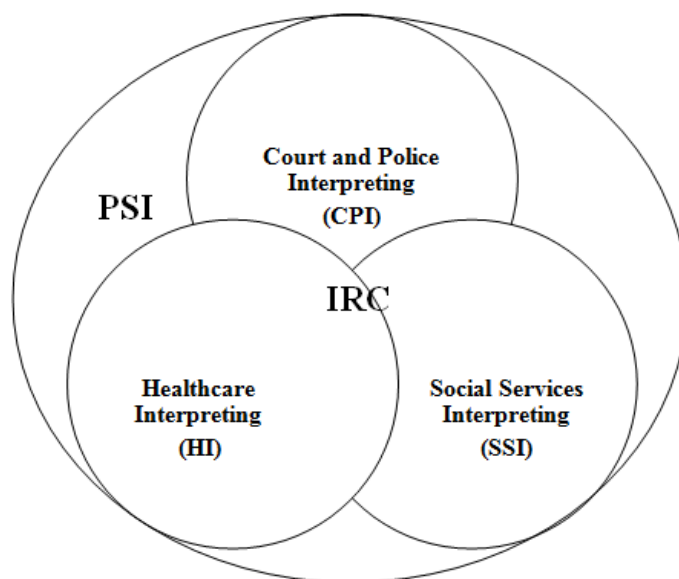 Court and Police
Interpreting
(CPI)
PSI
IRC
Healthcare
Interpreting
(HI)
Social Services
Interpreting
(SSI)